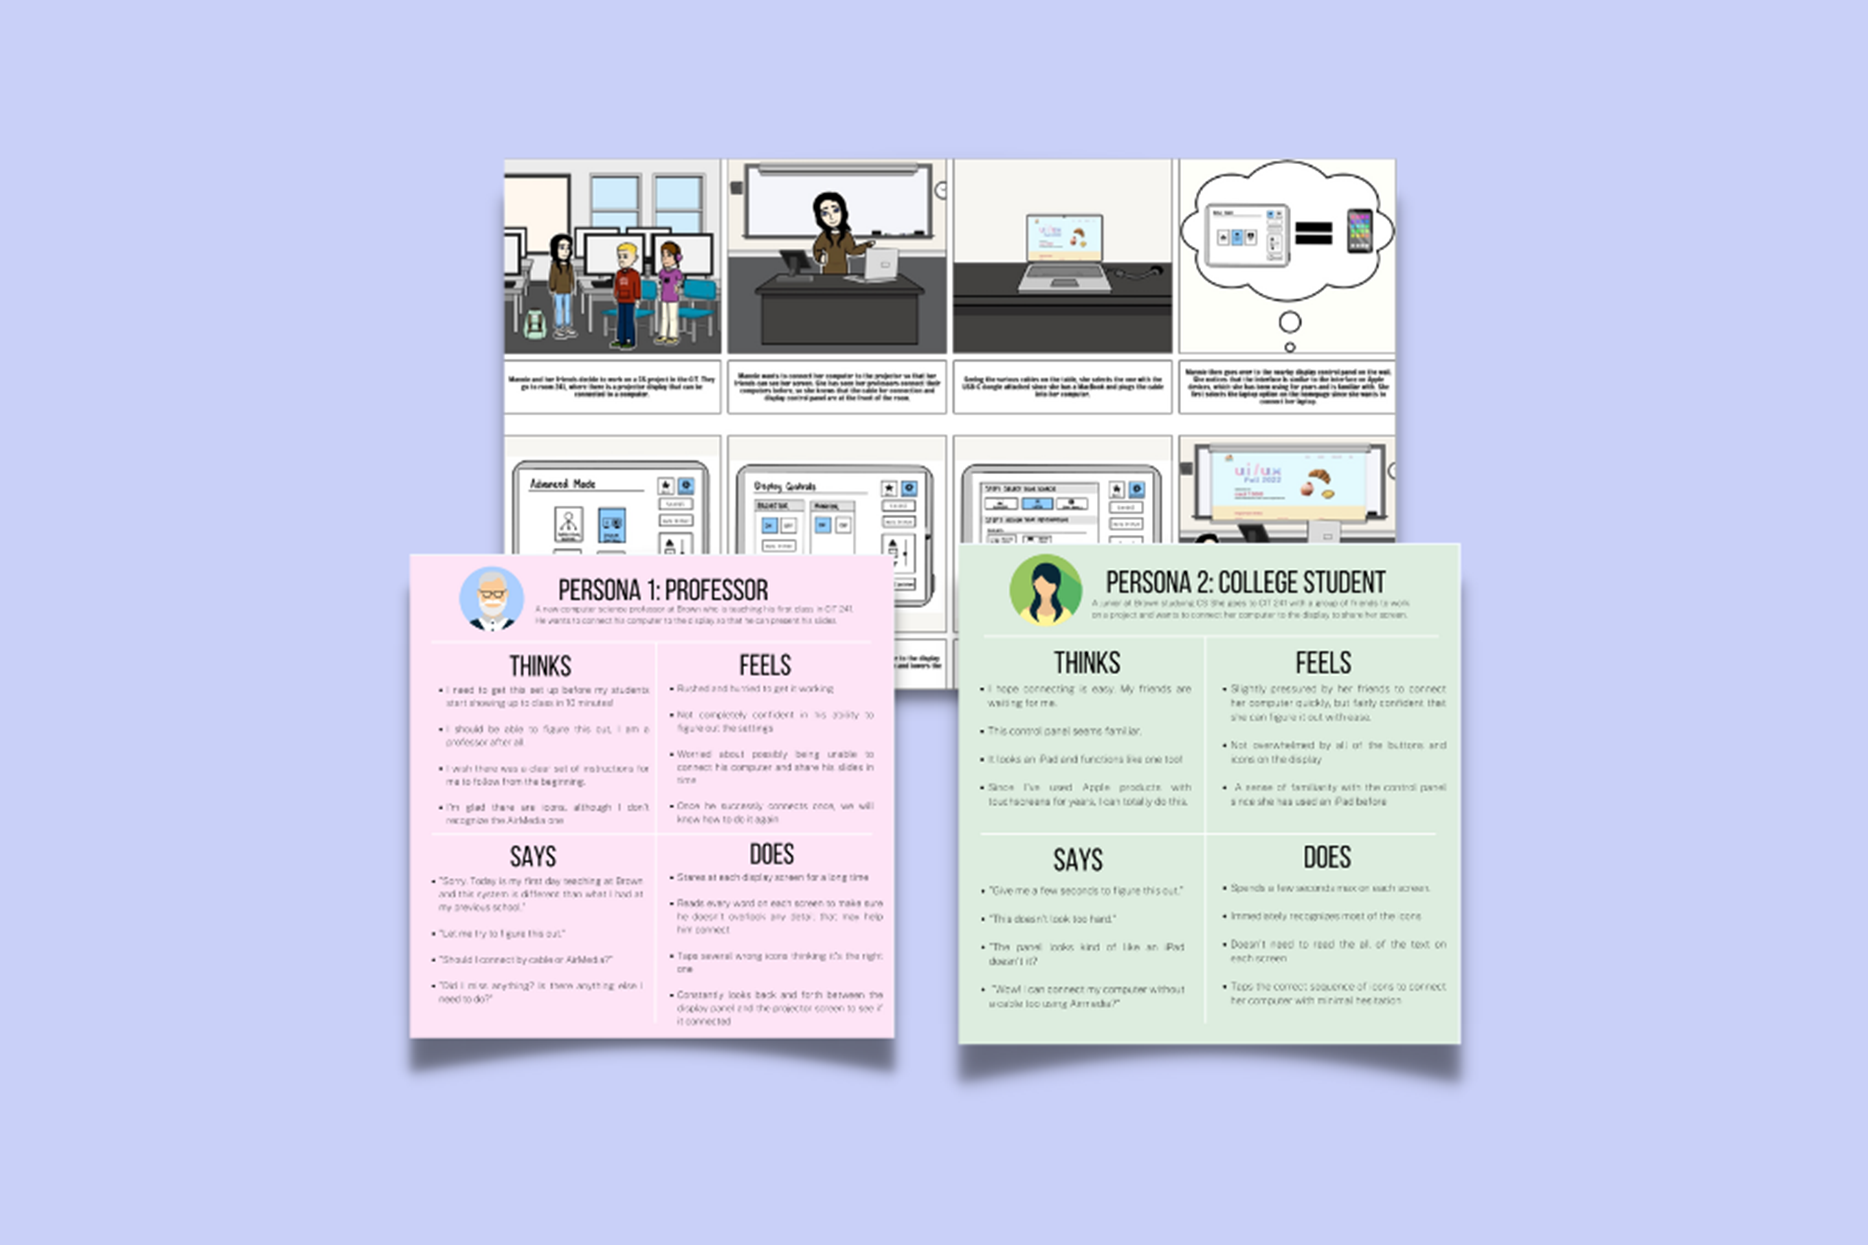 Mannie and her friends decide to work on a CS project in the CIT. They
go to room 241, where there is a projector display that can be
connected to a computer.
Mannie wants to connect her computer to the projector so that her
friends can see her screen. She has seen her professors connect their
computers before, so she knows that the cable for connection and
display control panel are at the front of the room.
Seeing the various cables on the table, she selects the one with the
USB-C dongle attached since she has a MacBook and plugs the cable
into her computer.
Mannie then goes over to the nearby display control panel on the wall.
She notices that the interface is similar to the interface on Apple
devices, which she has been using for years and is familiar with. She
first selects the laptop option on the homepage since she wants to
connect her laptop.
Advanced Mode
Display Controls
ui/ux
Fall 2022
to the display
and lowers the
PERSONA 1: PROFESSOR
A new computer science professor at Brown who is teaching his first class in CIT 241.
He wants to connect his computer to the display, so that he can present his slides.
THINKS
I need to get this set up before my students
start showing up to class in 10 minutes!
I should be able to figure this out, I am a
professor after all.
I wish there was a clear set of instructions for
me to follow from the beginning.
I'm glad there are icons, although I don't
recognize the AirMedia one
FEELS
Rushed and hurried to get it working
Not completely confident in his ability to
figure out the settings
Worried about possibly being unable to
connect his computer and share his slides in
time
Once he successly connects once, we will
know how to do it again
SAYS
"Sorry. Today is my first day teaching at Brown
and this system is different than what I had at
my previous school."
"Let me try to figure this out."
"Should I connect by cable or AirMedia?"
"Did I miss anything? Is there anything else I
need to do?"
DOES
Stares at each display screen for a long time
Reads every word on each screen to make sure
he doesn't overlook any detail that may help
him connect
Taps several wrong icons thinking it's the right
one
Constantly looks back and forth between the
display panel and the projector screen to see if
it connected
PERSONA 2: COLLEGE STUDENT
A junior at Brown studying CS She goes to CIT 241 with a group of friends to work
on a project and wants to connect her computer to the display to share her screen.
THINKS
I hope connecting is easy. My friends are
waiting for me.
This control panel seems familiar.
It looks an iPad and functions like one too!
Since I've used Apple products with
touchscreens for years, I can totally do this.
FEELS
Slightly pressured by her friends to connect
her computer quickly, but fairly confident that
she can figure it out with ease.
Not overwhelmed by all of the buttons and
icons on the display
A sense of familiarity with the control panel
since she has used an iPad before
SAYS
"Give me a few seconds to figure this out."
"This doesn't look too hard."
"The panel looks kind of like an iPad
doesn't it?
"Wow! I can connect my computer without
a cable too using Airmedia?"
DOES
Spends a few seconds max on each screen.
Immediately recognizes most of the icons
Doesn't need to read the all of the text on
each screen
Taps the correct sequence of icons to connect
her computer with minimal hesitation